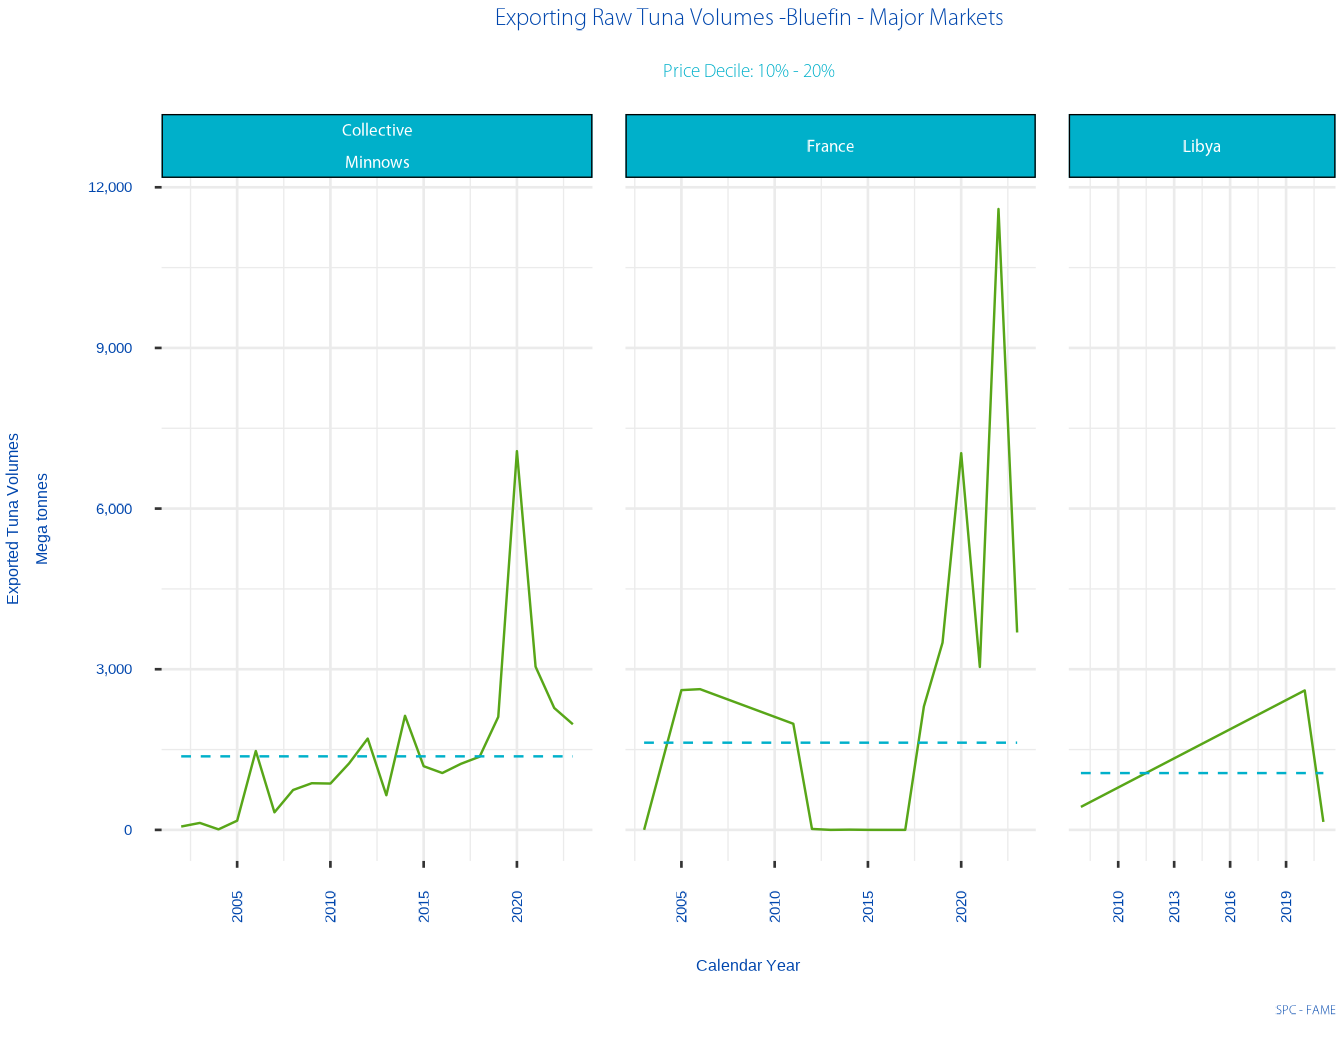 Exporting Raw Tuna Volumes -Bluefin - Major Markets
Price Decile: 10% - 20%
Collective
Minnows
France
Libya
12,000
9,000
6,000
3,000
0
Exported Tuna Volumes
Mega tonnes
2005
2010
2015
2020
2005
2010
2015
2020
2010
2013
2016
2019
Calendar Year
SPC - FAME